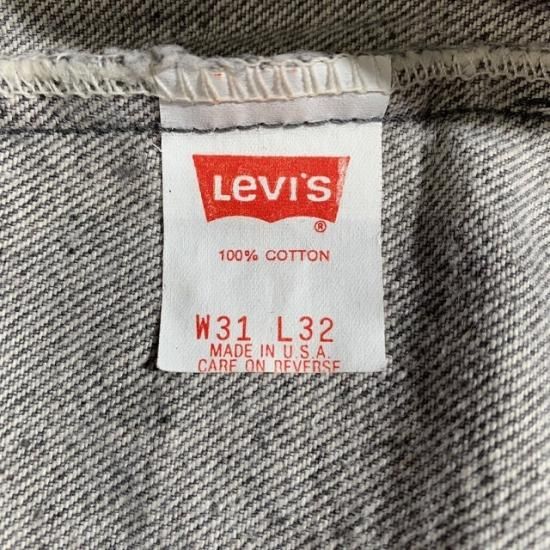 Levi's
®
100% COTTON
W31 L32
MADE IN U.S.A.
CARE ON REVERSE